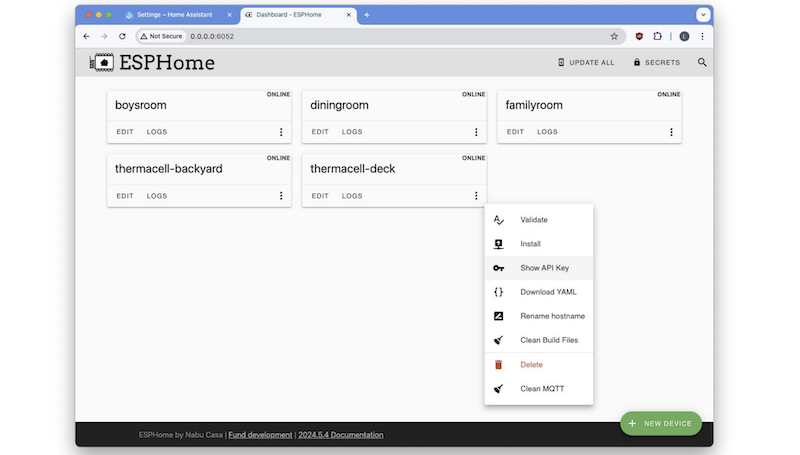 Settings – Home Assistant
Dashboard - ESPHome
Not Secure
0.0.0.0:6052
L
ESPHome
UPDATE ALL
SECRETS
ONLINE
boysroom
EDIT LOGS
ONLINE
diningroom
EDIT LOGS
ONLINE
familyroom
EDIT LOGS
ONLINE
thermacell-backyard
EDIT LOGS
ONLINE
thermacell-deck
EDIT LOGS
Validate
Install
Show API Key
Download YAML
Rename hostname
Clean Build Files
Delete
Clean MQTT
+ NEW DEVICE
ESPHome by Nabu Casa | Fund development | 2024.5.4 Documentation